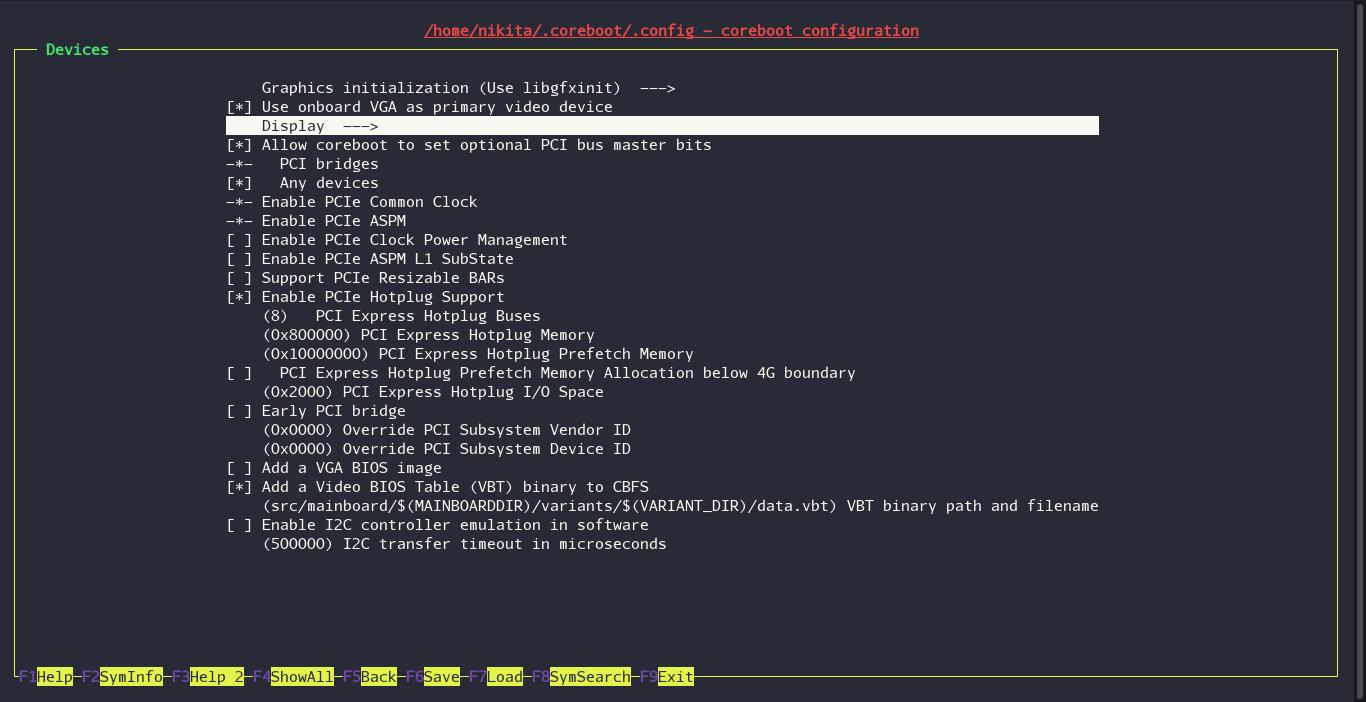 /home/nikita/.coreboot/.config - coreboot configuration
Devices
Graphics initialization (Use libgfxinit)  --->
[*] Use onboard VGA as primary video device
Display  --->
[*] Allow coreboot to set optional PCI bus master bits
-*-   PCI bridges
[*]   Any devices
-*- Enable PCIe Common Clock
-*- Enable PCIe ASPM
[ ] Enable PCIe Clock Power Management
[ ] Enable PCIe ASPM L1 SubState
[ ] Support PCIe Resizable BARs
[*] Enable PCIe Hotplug Support
(8)   PCI Express Hotplug Buses
(0x800000) PCI Express Hotplug Memory
(0x10000000) PCI Express Hotplug Prefetch Memory
[ ]   PCI Express Hotplug Prefetch Memory Allocation below 4G boundary
(0x2000) PCI Express Hotplug I/O Space
[ ] Early PCI bridge
(0x0000) Override PCI Subsystem Vendor ID
(0x0000) Override PCI Subsystem Device ID
[ ] Add a VGA BIOS image
[*] Add a Video BIOS Table (VBT) binary to CBFS
(src/mainboard/$(MAINBOARDDIR)/variants/$(VARIANT_DIR)/data.vbt) VBT binary path and filename
[ ] Enable I2C controller emulation in software
(500000) I2C transfer timeout in microseconds
F1Help F2SymInfo F3Help 2 F4ShowAll F5Back F6Save F7Load F8SymSearch F9Exit